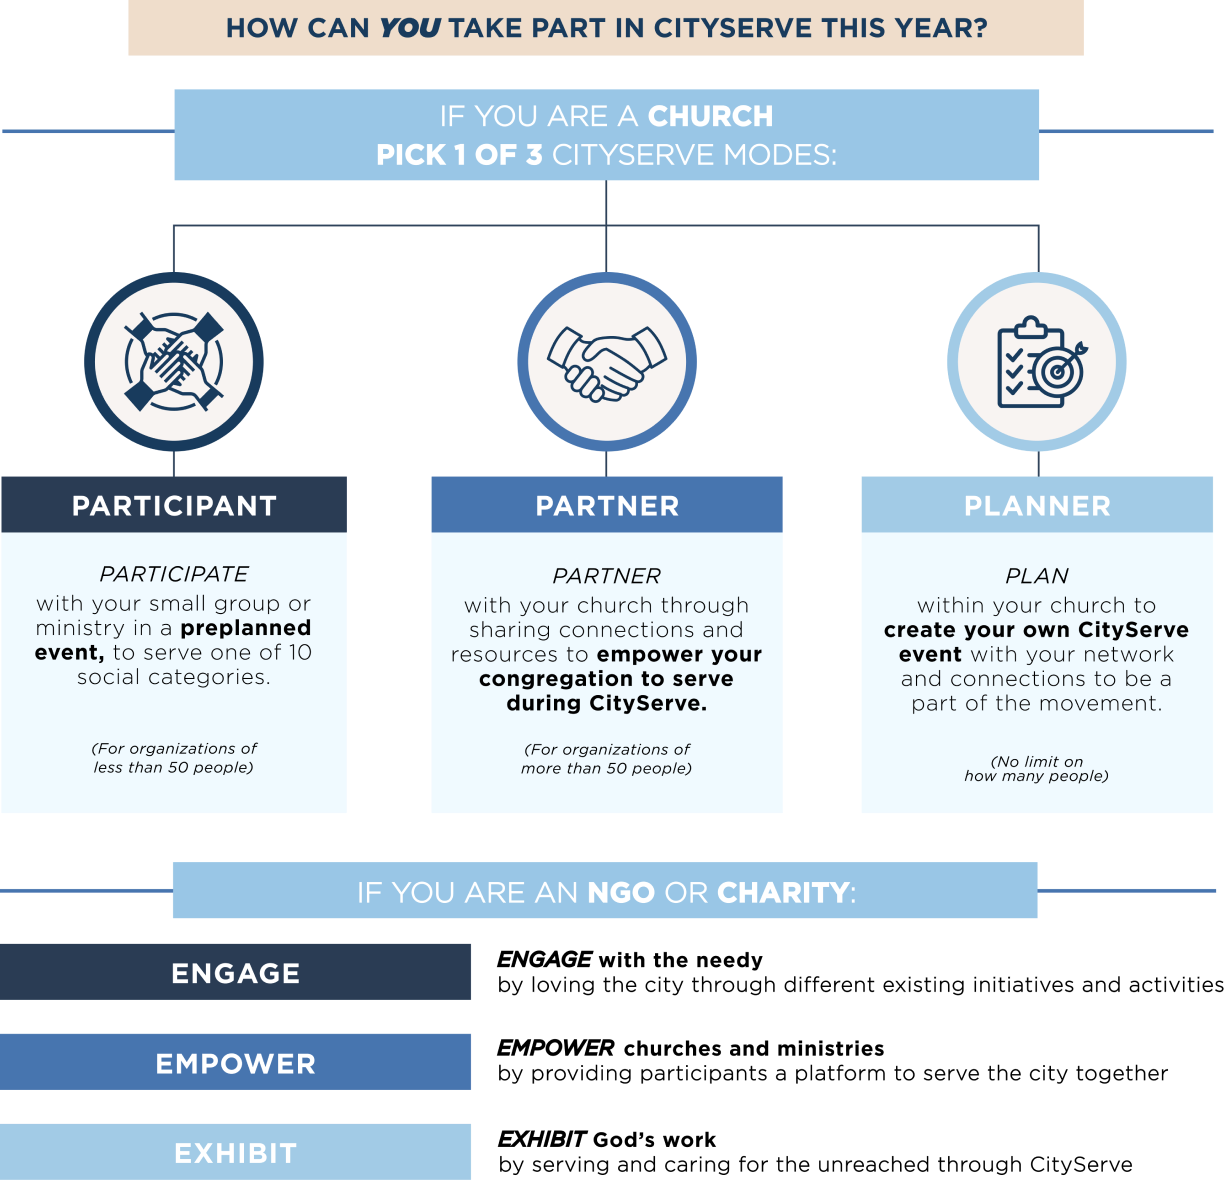 HOW CAN YOU TAKE PART IN CITYSERVE THIS YEAR?
IF YOU ARE A CHURCH
PICK 1 OF 3 CITYSERVE MODES:
PARTICIPANT
PARTICIPATE
with your small group or
ministry in a preplanned
event, to serve one of 10
social categories.
(For organizations of
less than 50 people)
PARTNER
PARTNER
with your church through
sharing connections and
resources to empower your
congregation to serve
during CityServe.
(For organizations of
more than 50 people)
PLANNER
PLAN
within your church to
create your own CityServe
event with your network
and connections to be a
part of the movement.
(No limit on
how many people)
IF YOU ARE AN NGO OR CHARITY:
ENGAGE
ENGAGE with the needy
by loving the city through different existing initiatives and activities
EMPOWER
EMPOWER churches and ministries
by providing participants a platform to serve the city together
EXHIBIT
EXHIBIT God's work
by serving and caring for the unreached through CityServe